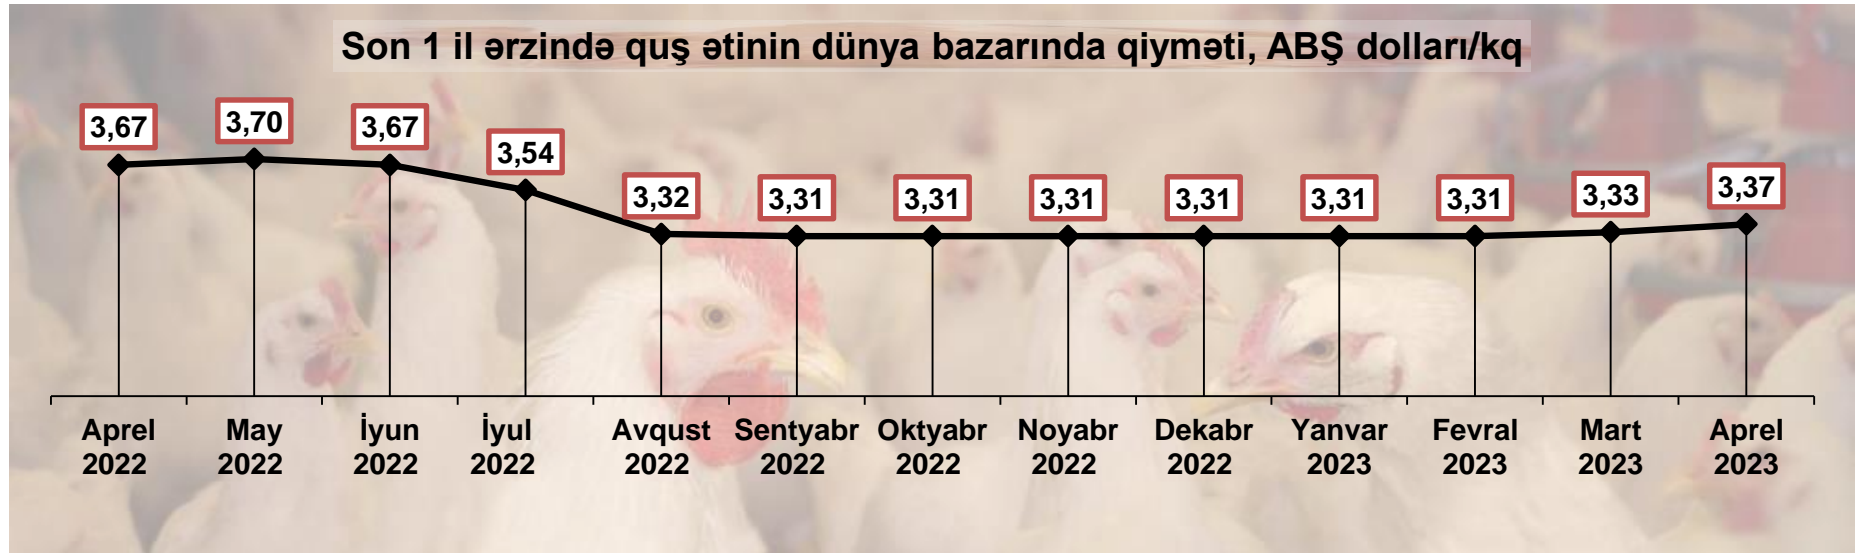 Son 1 il ərzində quş ətinin dünya bazarında qiyməti, ABŞ dolları/kq
3,67 3,70 3,67 3,54 3,32 3,31 3,31 3,31 3,31 3,31 3,31 3,33 3,37
Aprel May İyun İyul Avqust Sentyabr Oktyabr Noyabr Dekabr Yanvar Fevral Mart Aprel
2022 2022 2022 2022 2022 2022 2022 2022 2022 2023 2023 2023 2023